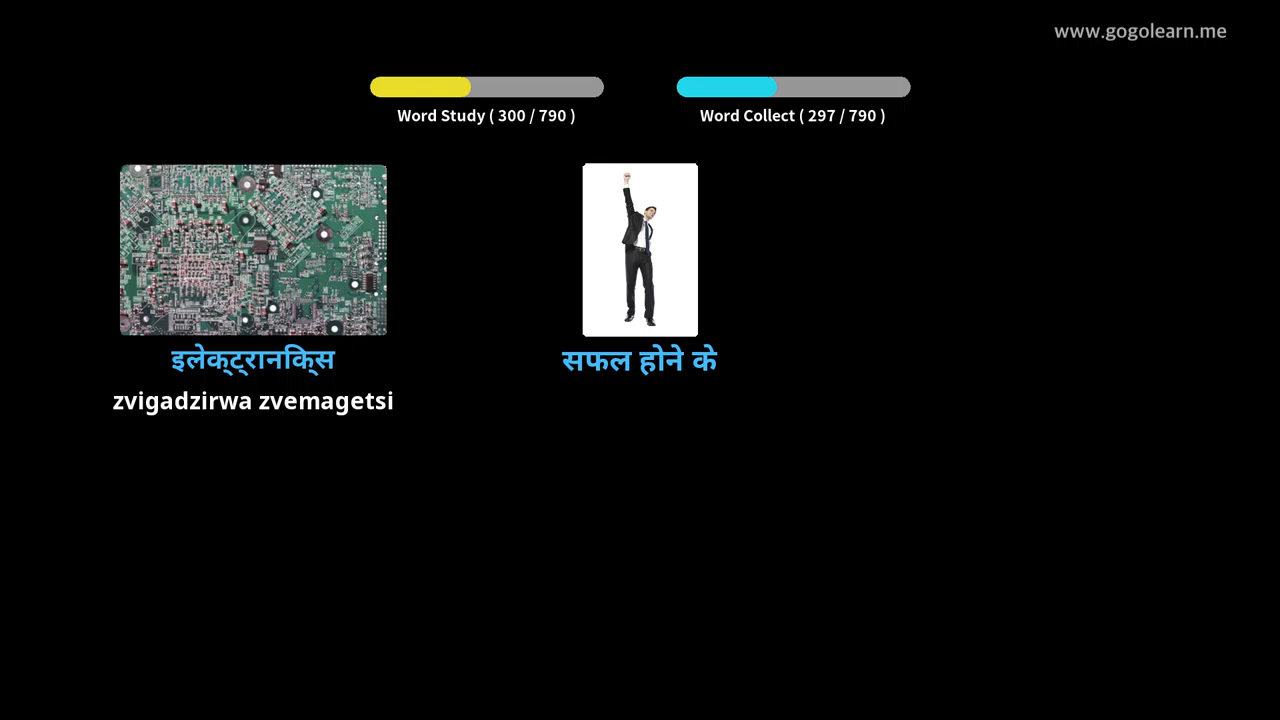 www.gogolearn.me
Word Study ( 300 / 790 )
Word Collect ( 297 / 790 )
इलेक्ट्रानिक्स
सफल होने के
zvigadzirwa zvemagetsi